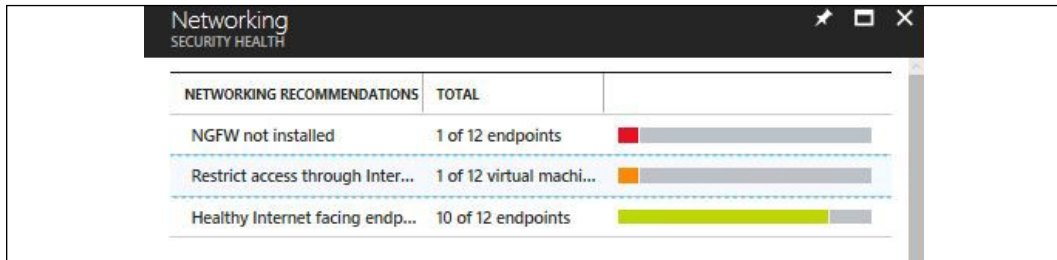 Networking
SECURITY HEALTH
NETWORKING RECOMMENDATIONS TOTAL
NGFW not installed 1 of 12 endpoints
Restrict access through Inter... 1 of 12 virtual machi...
Healthy Internet facing endp... 10 of 12 endpoints